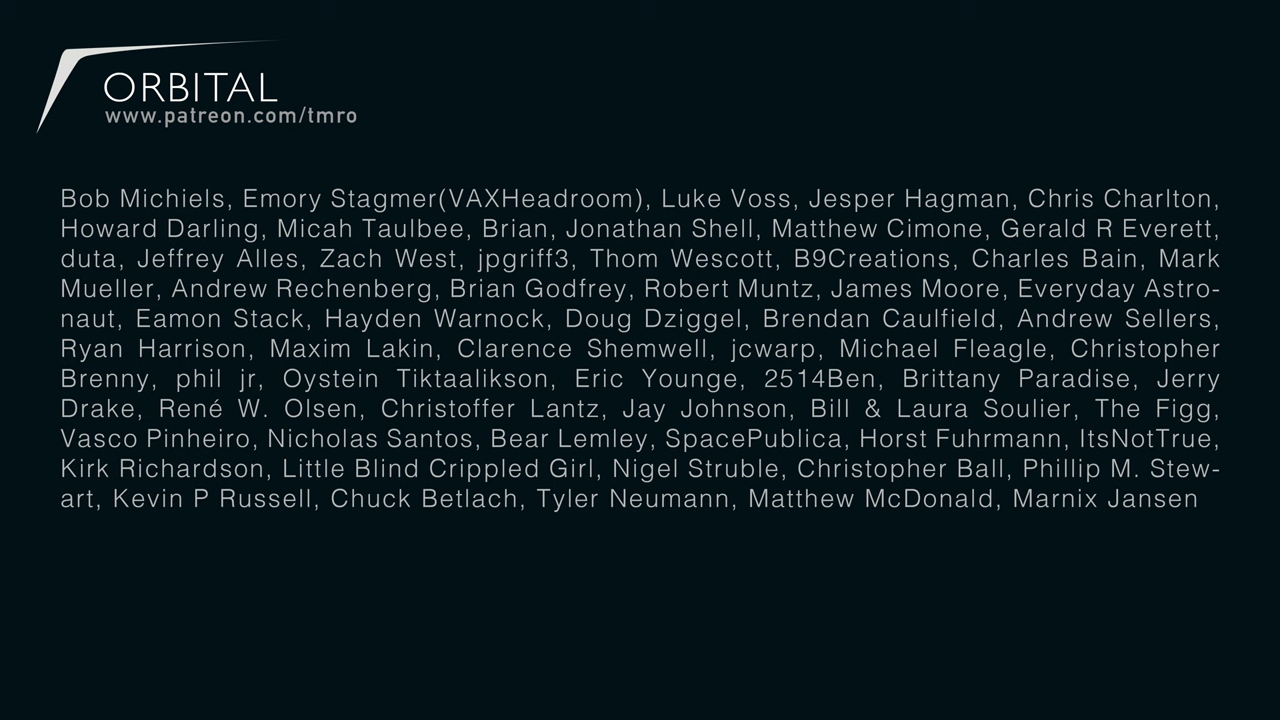 ORBITAL
www.patreon.com/tmro
Bob Michiels, Emory Stagmer(VAXHeadroom), Luke Voss, Jesper Hagman, Chris Charlton,
Howard Darling, Micah Taulbee, Brian, Jonathan Shell, Matthew Cimone, Gerald R Everett,
duta, Jeffrey Alles, Zach West, jpgriff3, Thom Wescott, B9Creations, Charles Bain, Mark
Mueller, Andrew Rechenberg, Brian Godfrey, Robert Muntz, James Moore, Everyday Astro-
naut, Eamon Stack, Hayden Warnock, Doug Dziggel, Brendan Caulfield, Andrew Sellers,
Ryan Harrison, Maxim Lakin, Clarence Shemwell, jcwarp, Michael Fleagle, Christopher
Brenny, phil jr, Oystein Tiktaalikson, Eric Younge, 2514Ben, Brittany Paradise, Jerry
Drake, René W. Olsen, Christoffer Lantz, Jay Johnson, Bill & Laura Soulier, The Figg,
Vasco Pinheiro, Nicholas Santos, Bear Lemley, SpacePublica, Horst Fuhrmann, ItsNotTrue,
Kirk Richardson, Little Blind Crippled Girl, Nigel Struble, Christopher Ball, Phillip M. Stew-
art, Kevin P Russell, Chuck Betlach, Tyler Neumann, Matthew McDonald, Marnix Jansen